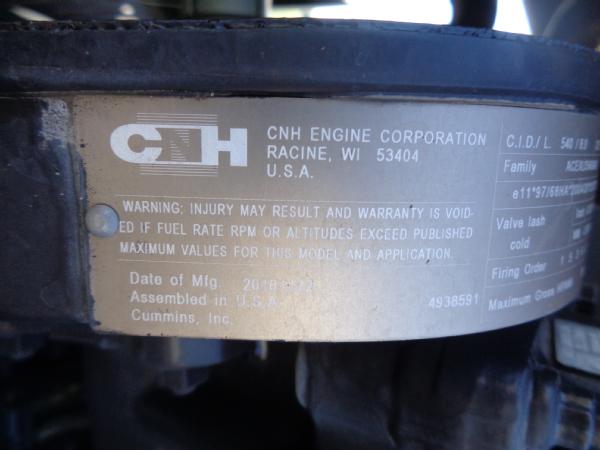 CNH
CNH ENGINE CORPORATION
RACINE, WI 53404
U.S.A.
WARNING: INJURY MAY RESULT AND WARRANTY IS VOID-
ED IF FUEL RATE RPM OR ALTITUDES EXCEED PUBLISHED
MAXIMUM VALUES FOR THIS MODEL AND APPLICATION.
Date of Mfg.
Assembled in U.S.A.
4938591
Cummins, Inc.
C.I.D./ L. 540 /
Family
Valve lash
cold
Firing Order
Maximum Gross